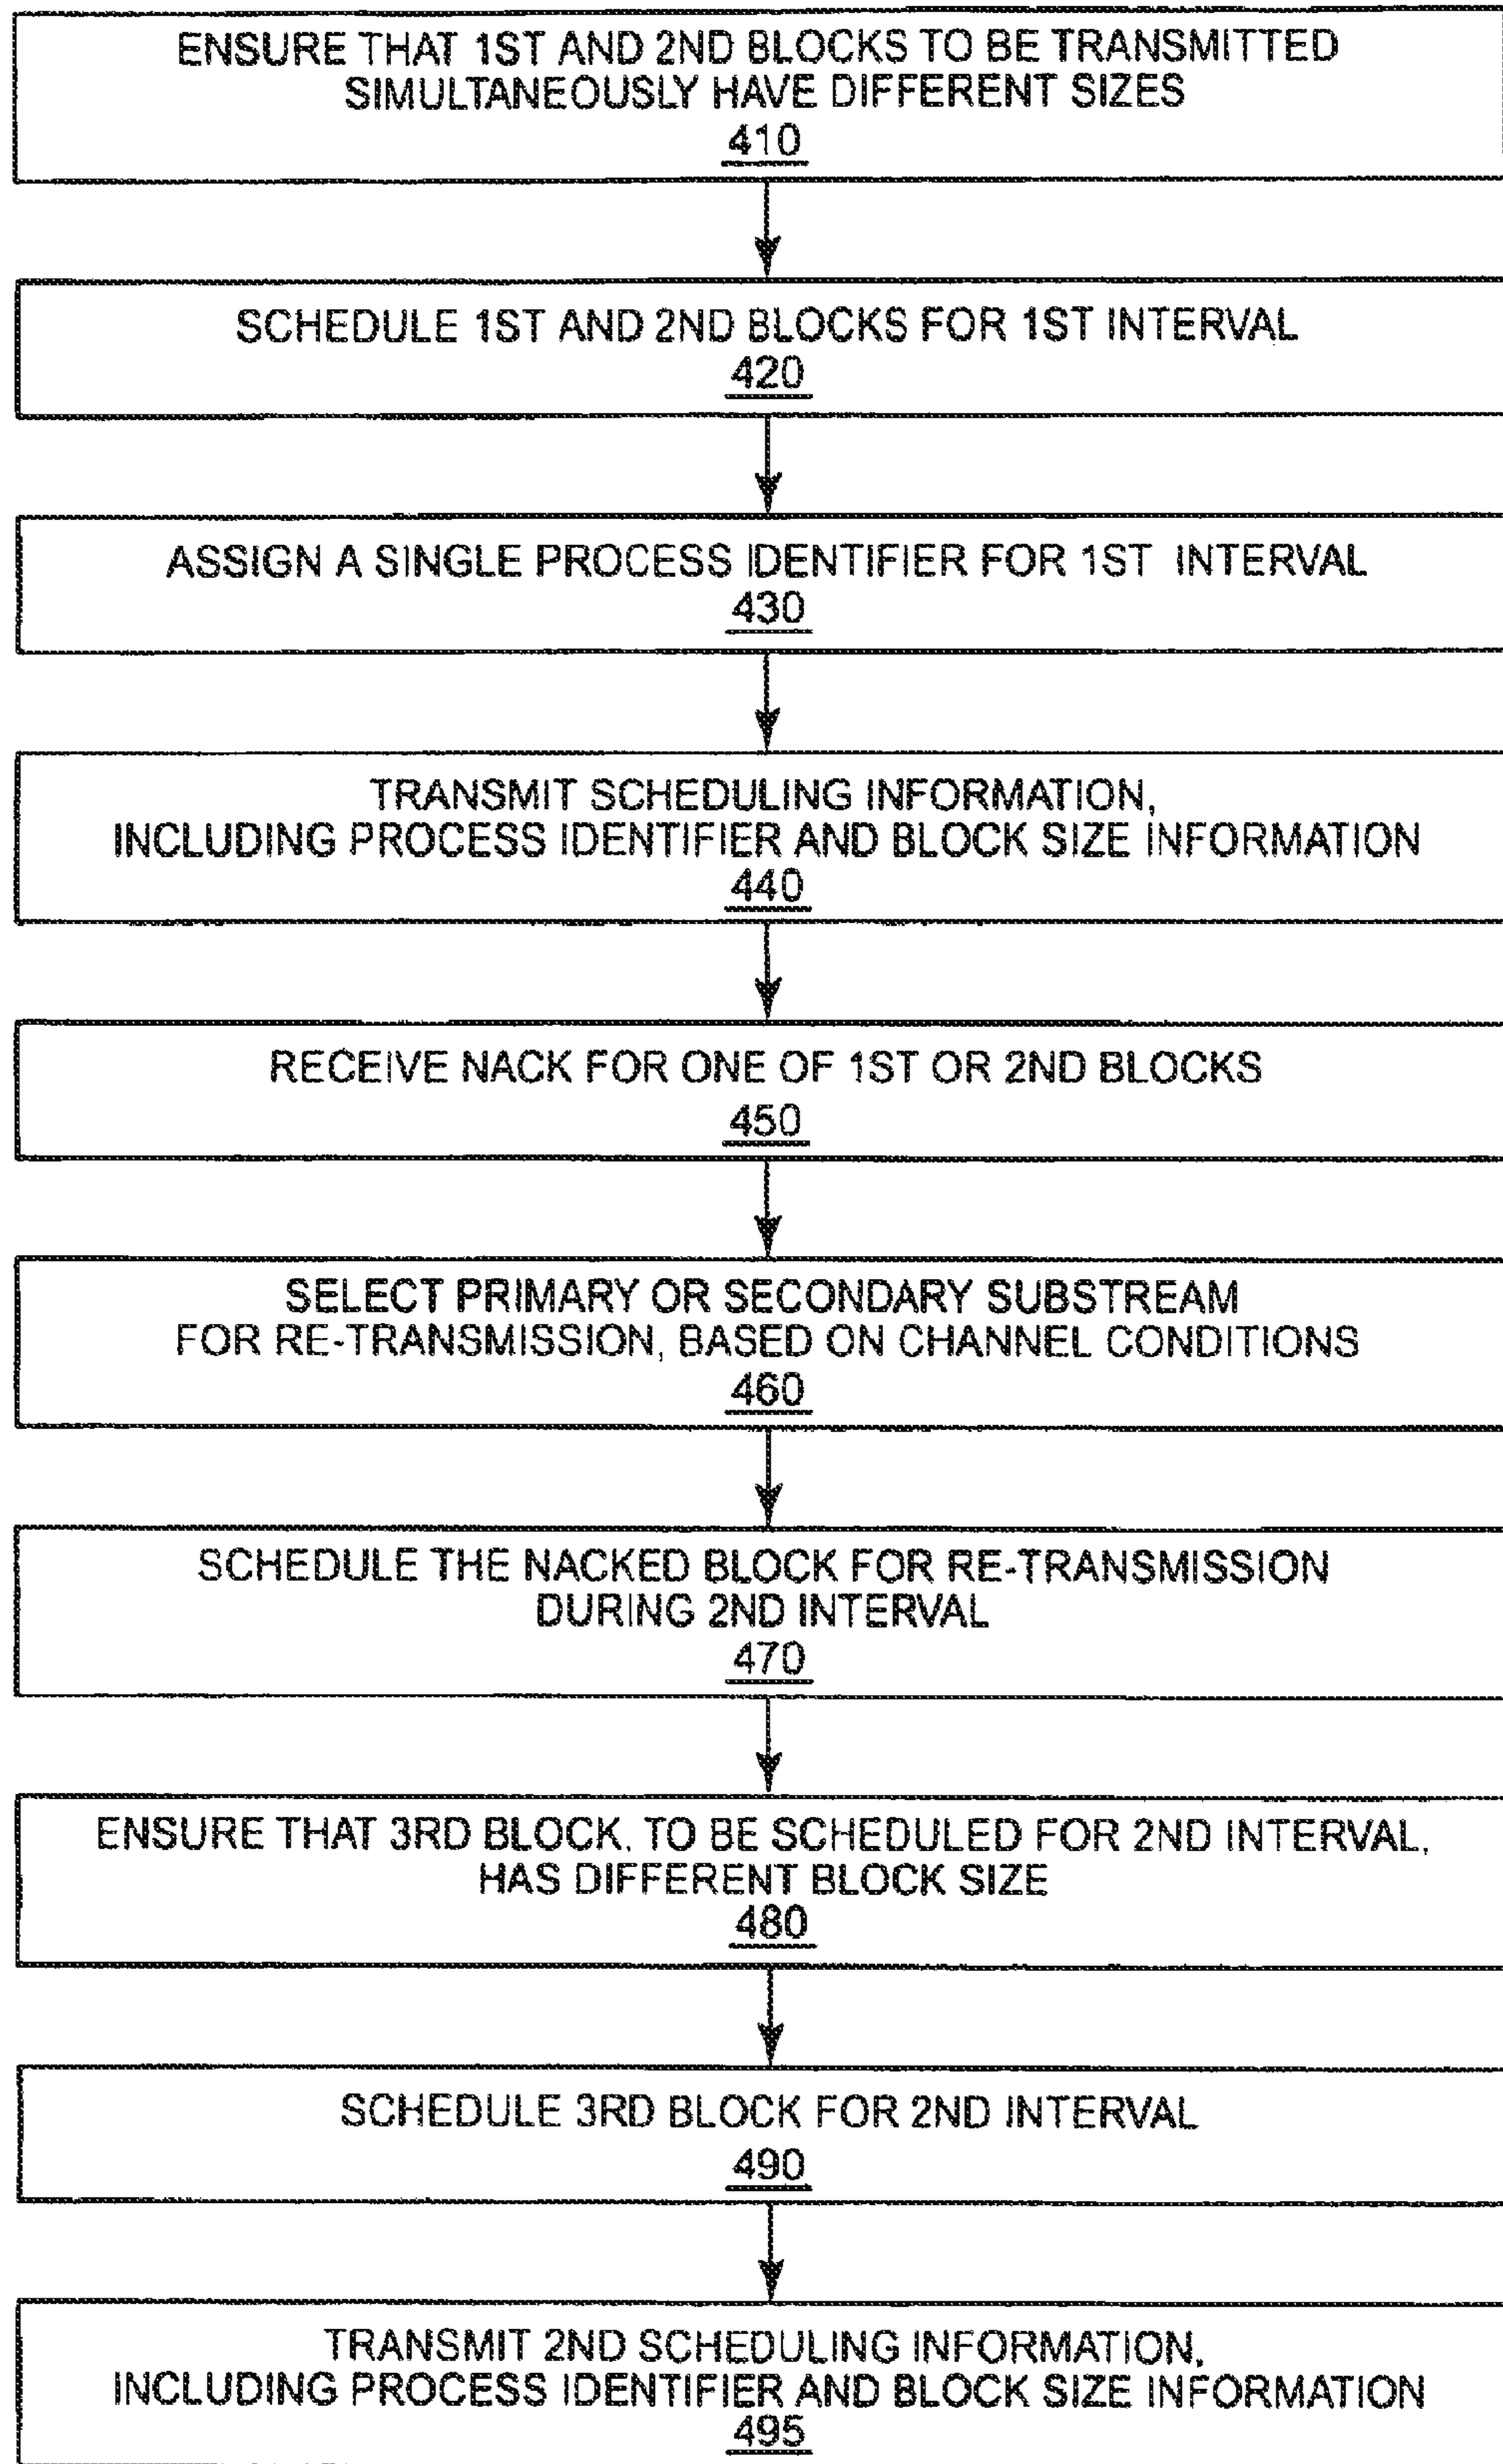 ENSURE THAT 1ST AND 2ND BLOCKS TO BE TRANSMITTED
SIMULTANEOUSLY HAVE DIFFERENT SIZES
410
SCHEDULE 1ST AND 2ND BLOCKS FOR 1ST INTERVAL
420
ASSIGN A SINGLE PROCESS IDENTIFIER FOR 1ST INTERVAL
430
TRANSMIT SCHEDULING INFORMATION,
INCLUDING PROCESS IDENTIFIER AND BLOCK SIZE INFORMATION
440
RECEIVE NACK FOR ONE OF 1ST OR 2ND BLOCKS
450
SELECT PRIMARY OR SECONDARY SUBSTREAM
FOR RE-TRANSMISSION, BASED ON CHANNEL CONDITIONS
460
SCHEDULE THE NACKED BLOCK FOR RE-TRANSMISSION
DURING 2ND INTERVAL
470
ENSURE THAT 3RD BLOCK, TO BE SCHEDULED FOR 2ND INTERVAL,
HAS DIFFERENT BLOCK SIZE
480
SCHEDULE 3RD BLOCK FOR 2ND INTERVAL
490
TRANSMIT 2ND SCHEDULING INFORMATION,
INCLUDING PROCESS IDENTIFIER AND BLOCK SIZE INFORMATION
495